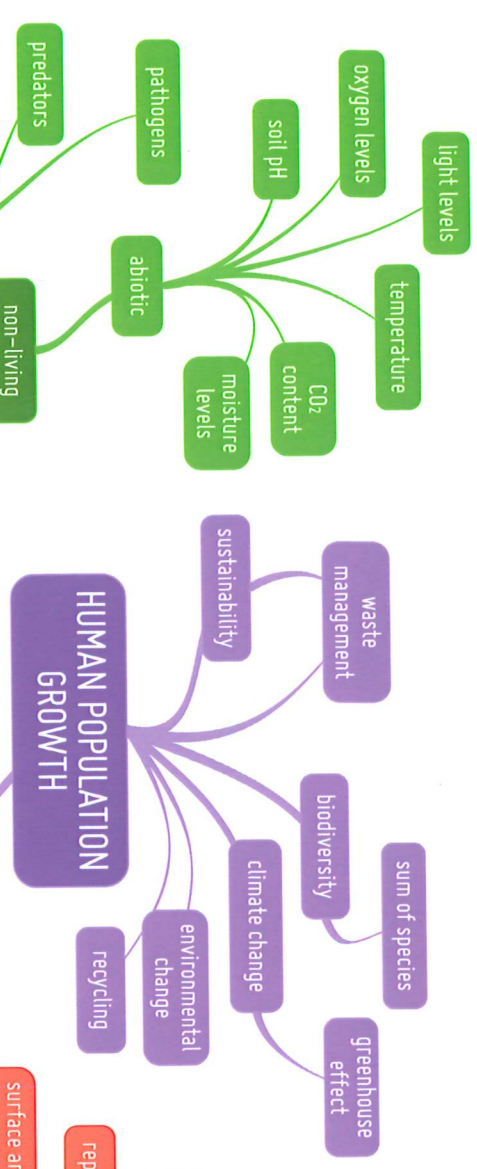 light levels
oxygen levels
temperature
soil pH
CO₂
content
moisture
levels
pathogens
abiotic
predators
non-living
waste
management
sum of species
greenhouse
effect
biodiversity
sustainability
climate change
environmental
change
recycling
HUMAN POPULATION
GROWTH
surface